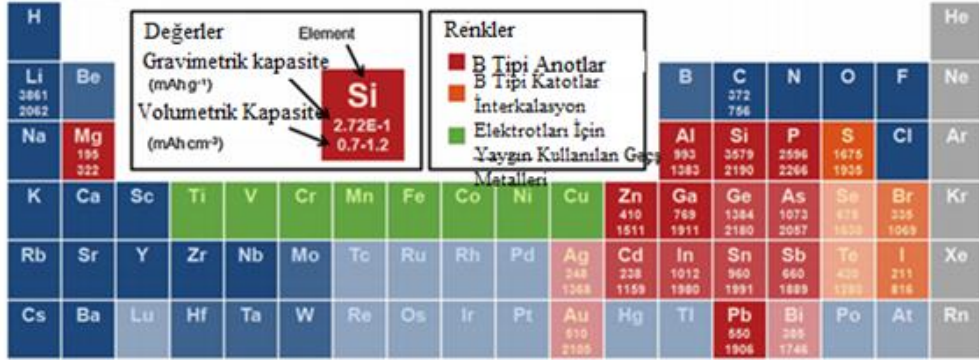 H
He
Değerler
Element
Gravimetrik kapasite
(mAh g⁻¹)
Volumetrik Kapasite
(mAh cm⁻³)
Si
2.72E-1
0.7-1.2
Renkler
B Tipi Anotlar
B Tipi Katotlar
İnterkalasyon
Elektrotları İçin
Yaygın Kullanılan Geçş
Metalleri
Li Be B C N O F Ne
3861 372
2062 756
Na Mg Al Si P S Cl Ar
195 993 3579 2596 1675
322 1383 2190 2266 1935
K Ca Sc Ti V Cr Mn Fe Co Ni Cu Zn Ga Ge As Se Br Kr
410 769 1384 1073 335
1511 1911 2180 2057 1069
Rb Sr Y Zr Nb Mo Tc Ru Rh Pd Ag Cd In Sn Sb Te I Xe
248 238 1012 960 660 211
1368 1159 1980 1991 1889 816
Cs Ba Lu Hf Ta W Re Os Ir Pt Au Hg Tl Pb Bi Po At Rn
510 550 385
2105 1906 1746